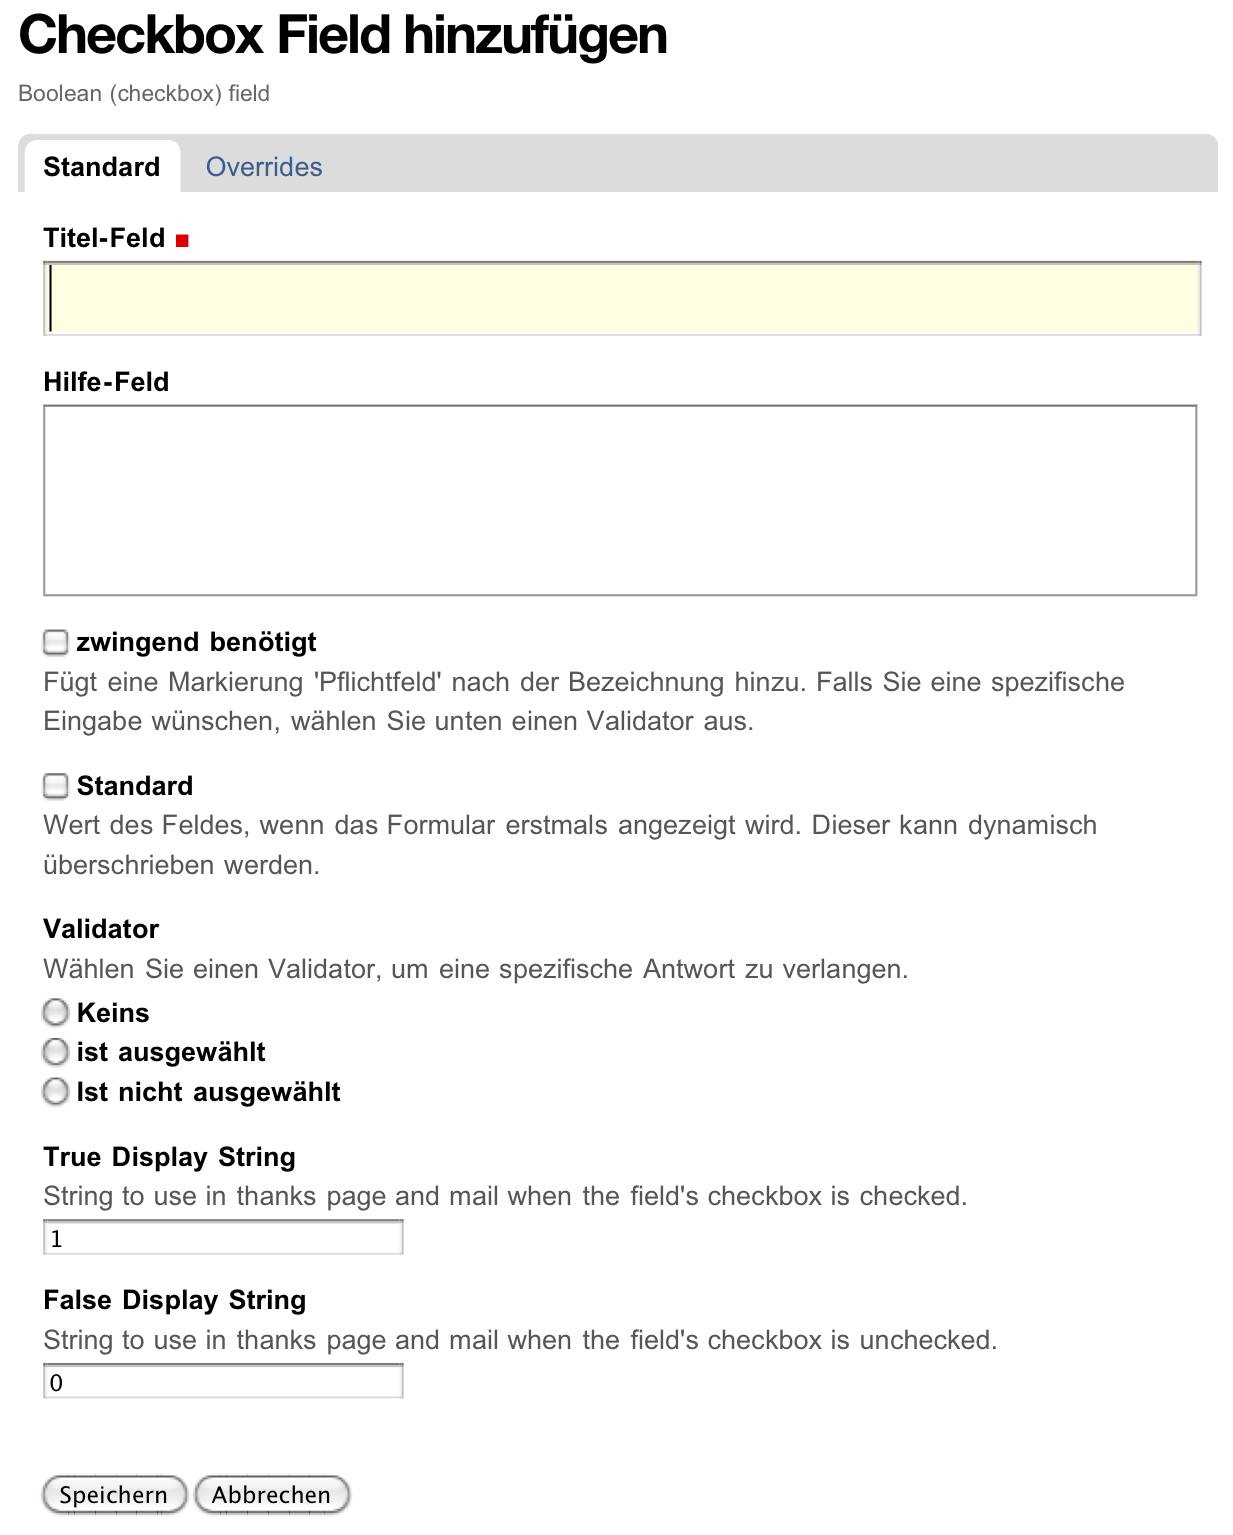 Checkbox Field hinzufügen
Boolean (checkbox) field
Standard
Overrides
Titel-Feld
Hilfe-Feld
zwingend benötigt
Fügt eine Markierung 'Pflichtfeld' nach der Bezeichnung hinzu. Falls Sie eine spezifische
Eingabe wünschen, wählen Sie unten einen Validator aus.
Standard
Wert des Feldes, wenn das Formular erstmals angezeigt wird. Dieser kann dynamisch
überschrieben werden.
Validator
Wählen Sie einen Validator, um eine spezifische Antwort zu verlangen.
Keins
ist ausgewählt
Ist nicht ausgewählt
True Display String
String to use in thanks page and mail when the field's checkbox is checked.
1
False Display String
String to use in thanks page and mail when the field's checkbox is unchecked.
0
Speichern
Abbrechen